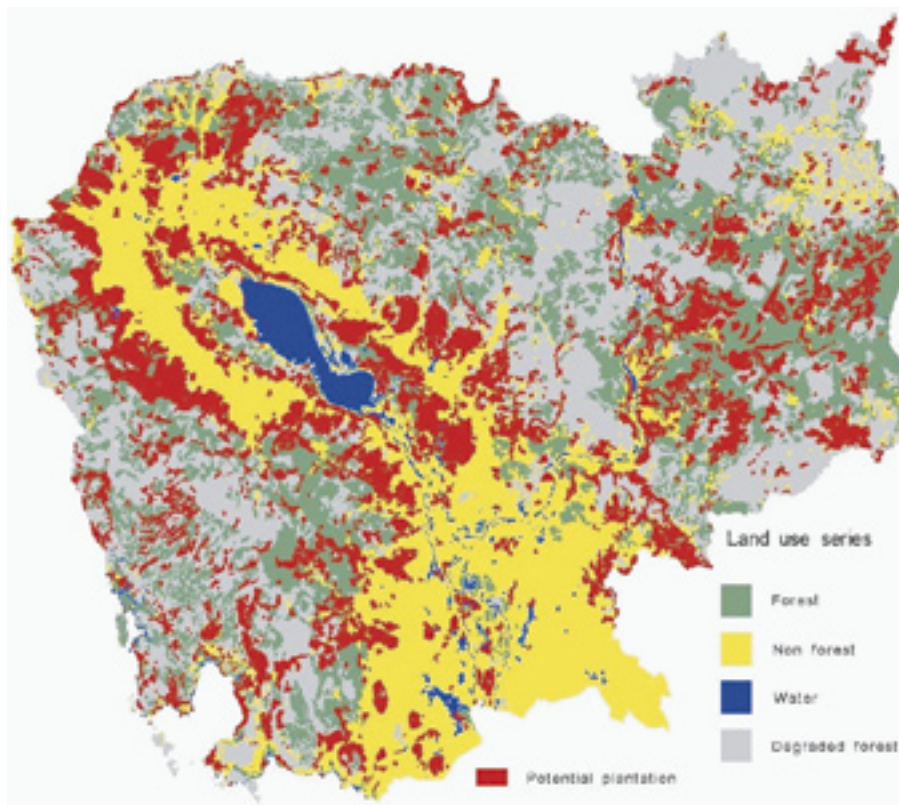 Land use series
Forest
Non forest
Water
Degraded forest
Potential plantation